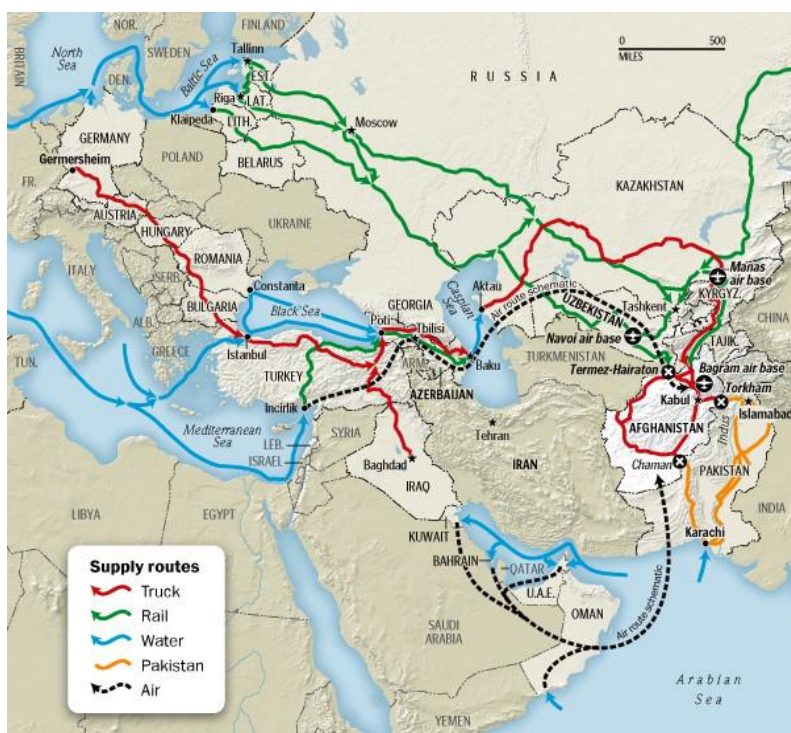 NOR.
FINLAND
North
Sea
SWEDEN
Tallinn
0 500
MILES
BRITAIN
DEN.
Baltic Sea
EST.
RUSSIA
Riga
LAT.
Moscow
Klaipeda
LITH.
GERMANY
POLAND
BELARUS
Germersheim
KAZAKHSTAN
FR.
UKRAINE
AUSTRIA
HUNGARY
ROMANIA
Manas
air base
ITALY
SERB.
Constanta
Aktau
Caspian
Sea
Air route schematic
UZBEKISTAN
KYRGYZ.
BULGARIA
Black Sea
GEORGIA
Tashkent
CHINA
ALB.
Poti
Tbilisi
Navoi air base
TAJIK.
GREECE
Istanbul
ARM.
Baku
TURKMENISTAN
Bagram air base
TUN.
TURKEY
AZERBAIJAN
Termez-Hairaton
Torkham
Kabul
Incirlik
Islamabad
Mediterranean
Sea
SYRIA
Tehran
AFGHANISTAN
Indus
LEB.
ISRAEL
Baghdad
IRAN
Chaman
PAKISTAN
IRAQ
LIBYA
EGYPT
INDIA
KUWAIT
Karachi
BAHRAIN
QATAR
U.A.E.
OMAN
Air route schematic
SAUDI
ARABIA
Arabian
Sea
YEMEN
Supply routes
Truck
Rail
Water
Pakistan
Air